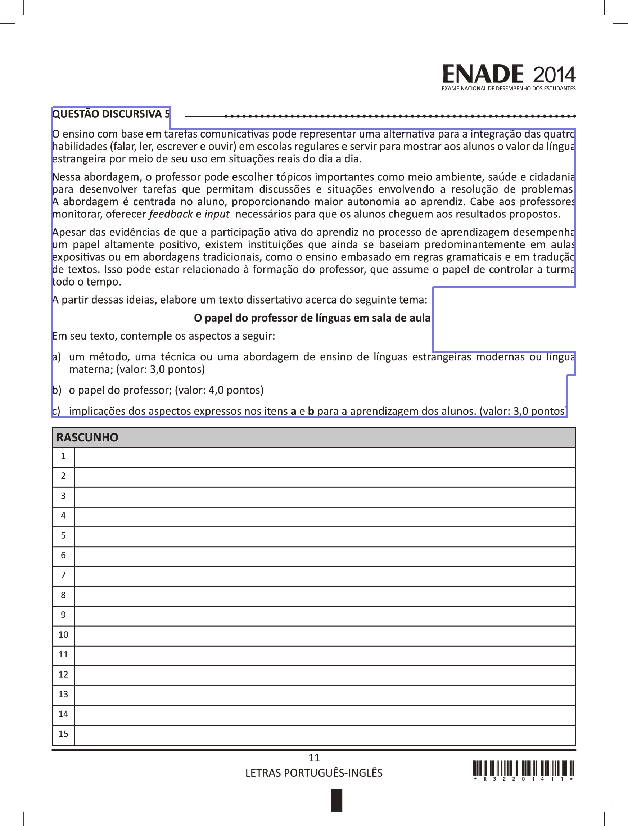 ENADE 2014
EXAME NACIONAL DE DESEMPENHO DOS ESTUDANTES
QUESTÃO DISCURSIVA 5
O ensino com base em tarefas comunicativas pode representar uma alternativa para a integração das quatro
habilidades (falar, ler, escrever e ouvir) em escolas regulares e servir para mostrar aos alunos o valor da língua
estrangeira por meio de seu uso em situações reais do dia a dia.
Nessa abordagem, o professor pode escolher tópicos importantes como meio ambiente, saúde e cidadania
para desenvolver tarefas que permitam discussões e situações envolvendo a resolução de problemas.
A abordagem é centrada no aluno, proporcionando maior autonomia ao aprendiz. Cabe aos professores
monitorar, oferecer feedback e input necessários para que os alunos cheguem aos resultados propostos.
Apesar das evidências de que a participação ativa do aprendiz no processo de aprendizagem desempenha
um papel altamente positivo, existem instituições que ainda se baseiam predominantemente em aulas
expositivas ou em abordagens tradicionais, como o ensino embasado em regras gramaticais e em tradução
de textos. Isso pode estar relacionado à formação do professor, que assume o papel de controlar a turma
todo o tempo.
A partir dessas ideias, elabore um texto dissertativo acerca do seguinte tema:
O papel do professor de línguas em sala de aula
Em seu texto, contemple os aspectos a seguir:
a) um método, uma técnica ou uma abordagem de ensino de línguas estrangeiras modernas ou língua
materna; (valor: 3,0 pontos)
b) o papel do professor; (valor: 4,0 pontos)
c) implicações dos aspectos expressos nos itens a e b para a aprendizagem dos alunos. (valor: 3,0 pontos)
RASCUNHO
1
2
3
4
5
6
7
8
9
10
11
12
13
14
15
11
LETRAS PORTUGUÊS-INGLÊS
*R3220141 1*